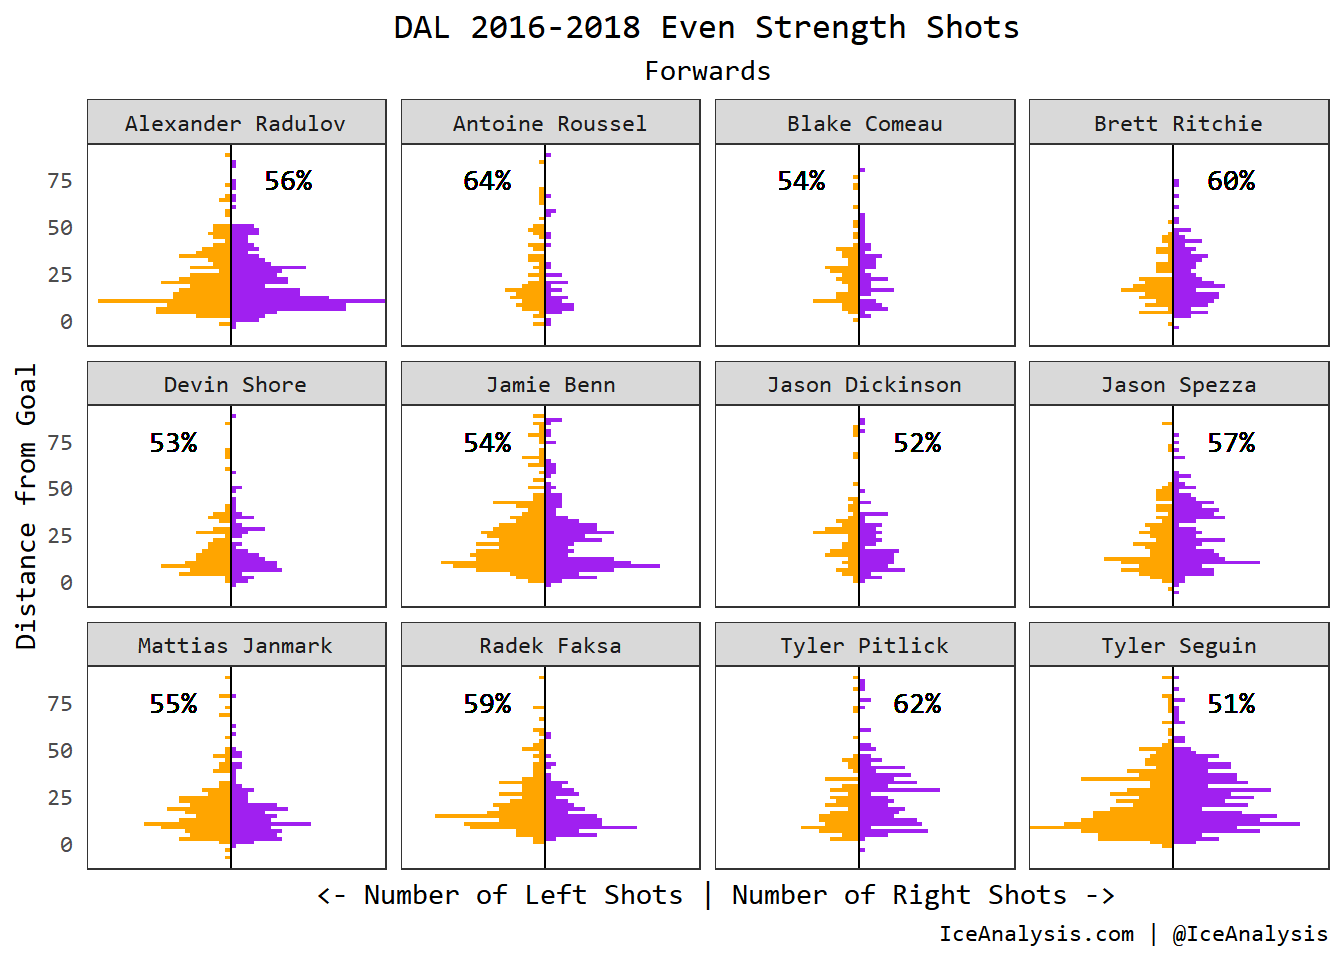 DAL 2016-2018 Even Strength Shots
Forwards
Alexander Radulov
Antoine Roussel
Blake Comeau
Brett Ritchie
56%
64%
54%
60%
75
50
25
0
Devin Shore
Jamie Benn
Jason Dickinson
Jason Spezza
53%
54%
52%
57%
75
50
25
0
Mattias Janmark
Radek Faksa
Tyler Pitlick
Tyler Seguin
55%
59%
62%
51%
75
50
25
0
Distance from Goal
<- Number of Left Shots | Number of Right Shots ->
IceAnalysis.com | @IceAnalysis